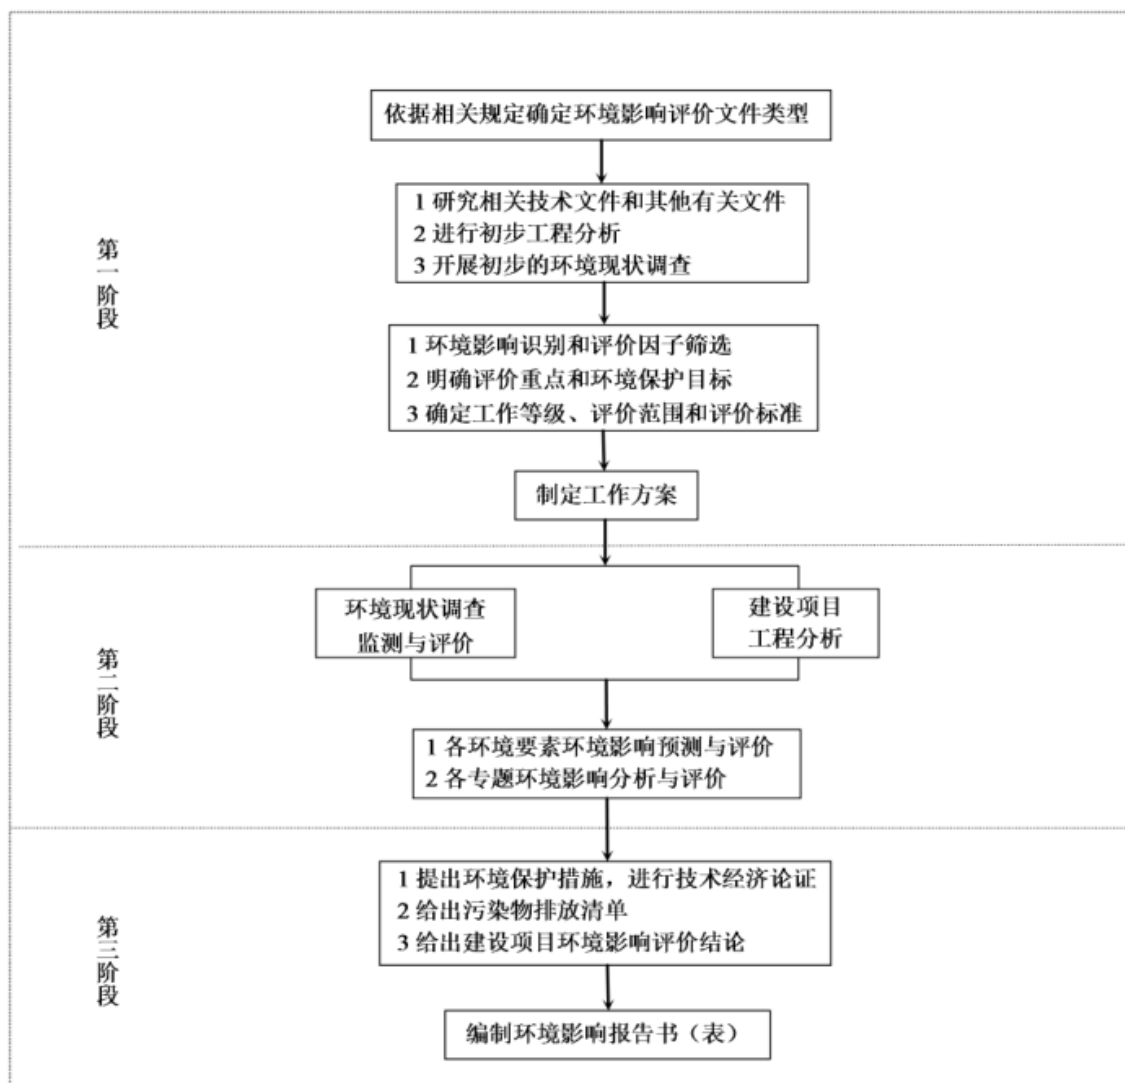 依据相关规定确定环境影响评价文件类型
1 研究相关技术文件和其他有关文件
2 进行初步工程分析
3 开展初步的环境现状调查
第一阶段
1 环境影响识别和评价因子筛选
2 明确评价重点和环境保护目标
3 确定工作等级、评价范围和评价标准
制定工作方案
环境现状调查
监测与评价
建设项目
工程分析
第二阶段
1 各环境要素环境影响预测与评价
2 各专题环境影响分析与评价
1 提出环境保护措施，进行技术经济论证
2 给出污染物排放清单
3 给出建设项目环境影响评价结论
第三阶段
编制环境影响报告书（表）